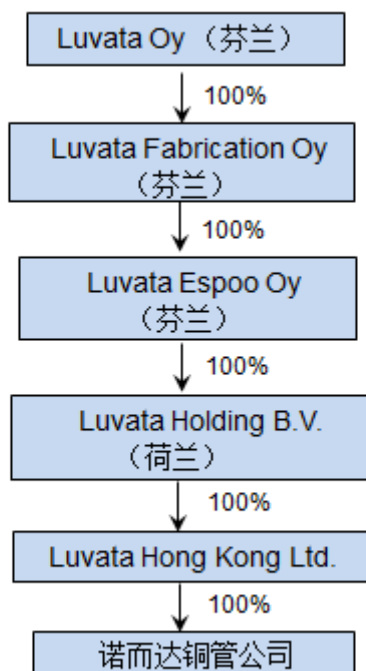 Luvata Oy （芬兰）
100%
Luvata Fabrication Oy
（芬兰）
100%
Luvata Espoo Oy
（芬兰）
100%
Luvata Holding B.V.
（荷兰）
100%
Luvata Hong Kong Ltd.
100%
诺而达铜管公司